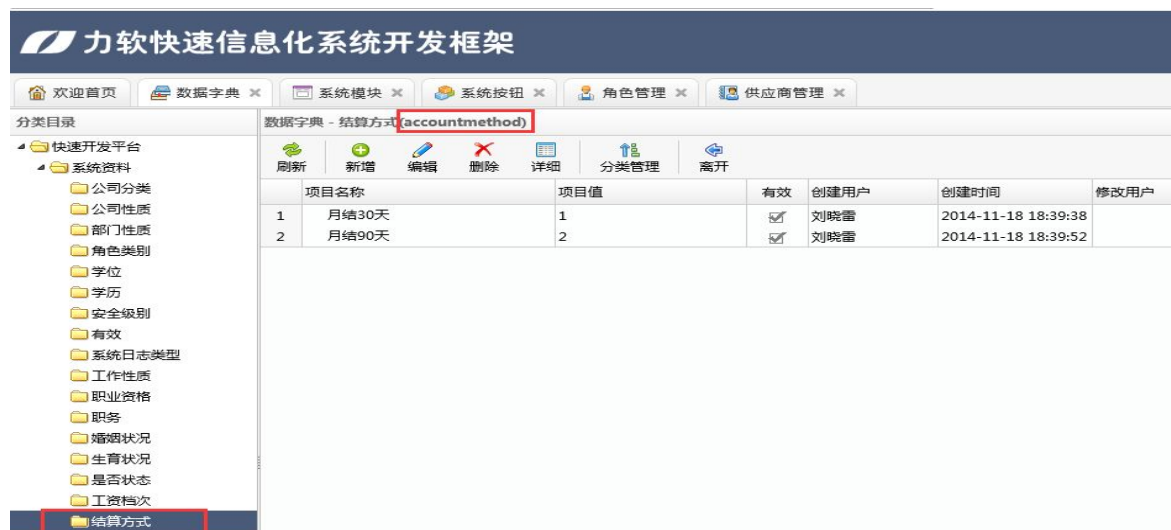 力软快速信息化系统开发框架
欢迎首页 数据字典 系统模块 系统按钮 角色管理 供应商管理
分类目录
数据字典 - 结算方式(accountmethod)
快速开发平台
系统资料
公司分类
公司性质
部门性质
角色类别
学位
学历
安全级别
有效
系统日志类型
工作性质
职业资格
职务
婚姻状况
生育状况
是否状态
工资档次
结算方式
刷新 新增 编辑 删除 详细 分类管理 离开
项目名称 项目值 有效 创建用户 创建时间 修改用户
1 月结30天 1 刘晓雷 2014-11-18 18:39:38
2 月结90天 2 刘晓雷 2014-11-18 18:39:52